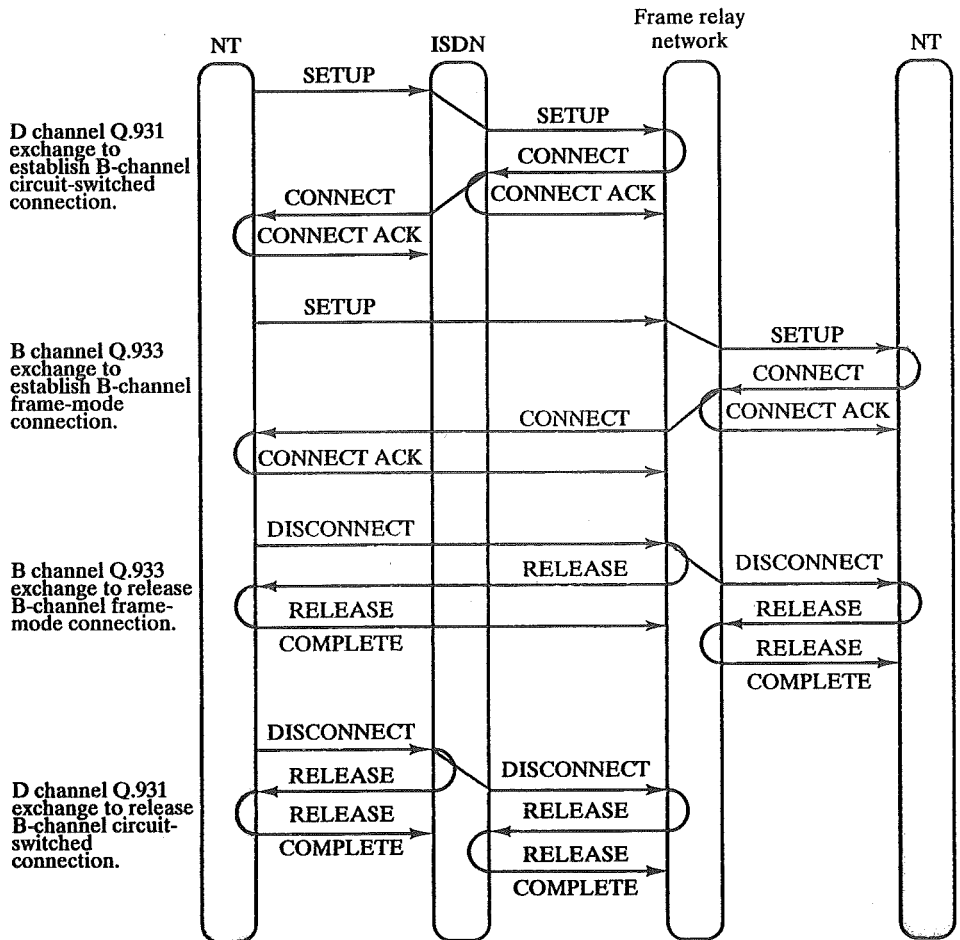 NT
ISDN
Frame relay
network
NT
D channel Q.931
exchange to
establish B-channel
circuit-switched
connection.
SETUP
SETUP
CONNECT
CONNECT ACK
CONNECT
CONNECT ACK
B channel Q.933
exchange to
establish B-channel
frame-mode
connection.
SETUP
SETUP
CONNECT
CONNECT ACK
CONNECT
CONNECT ACK
B channel Q.933
exchange to release
B-channel frame-
mode connection.
DISCONNECT
RELEASE
DISCONNECT
RELEASE
RELEASE
COMPLETE
RELEASE
COMPLETE
D channel Q.931
exchange to release
B-channel circuit-
switched
connection.
DISCONNECT
RELEASE
DISCONNECT
RELEASE
RELEASE
COMPLETE
RELEASE
COMPLETE